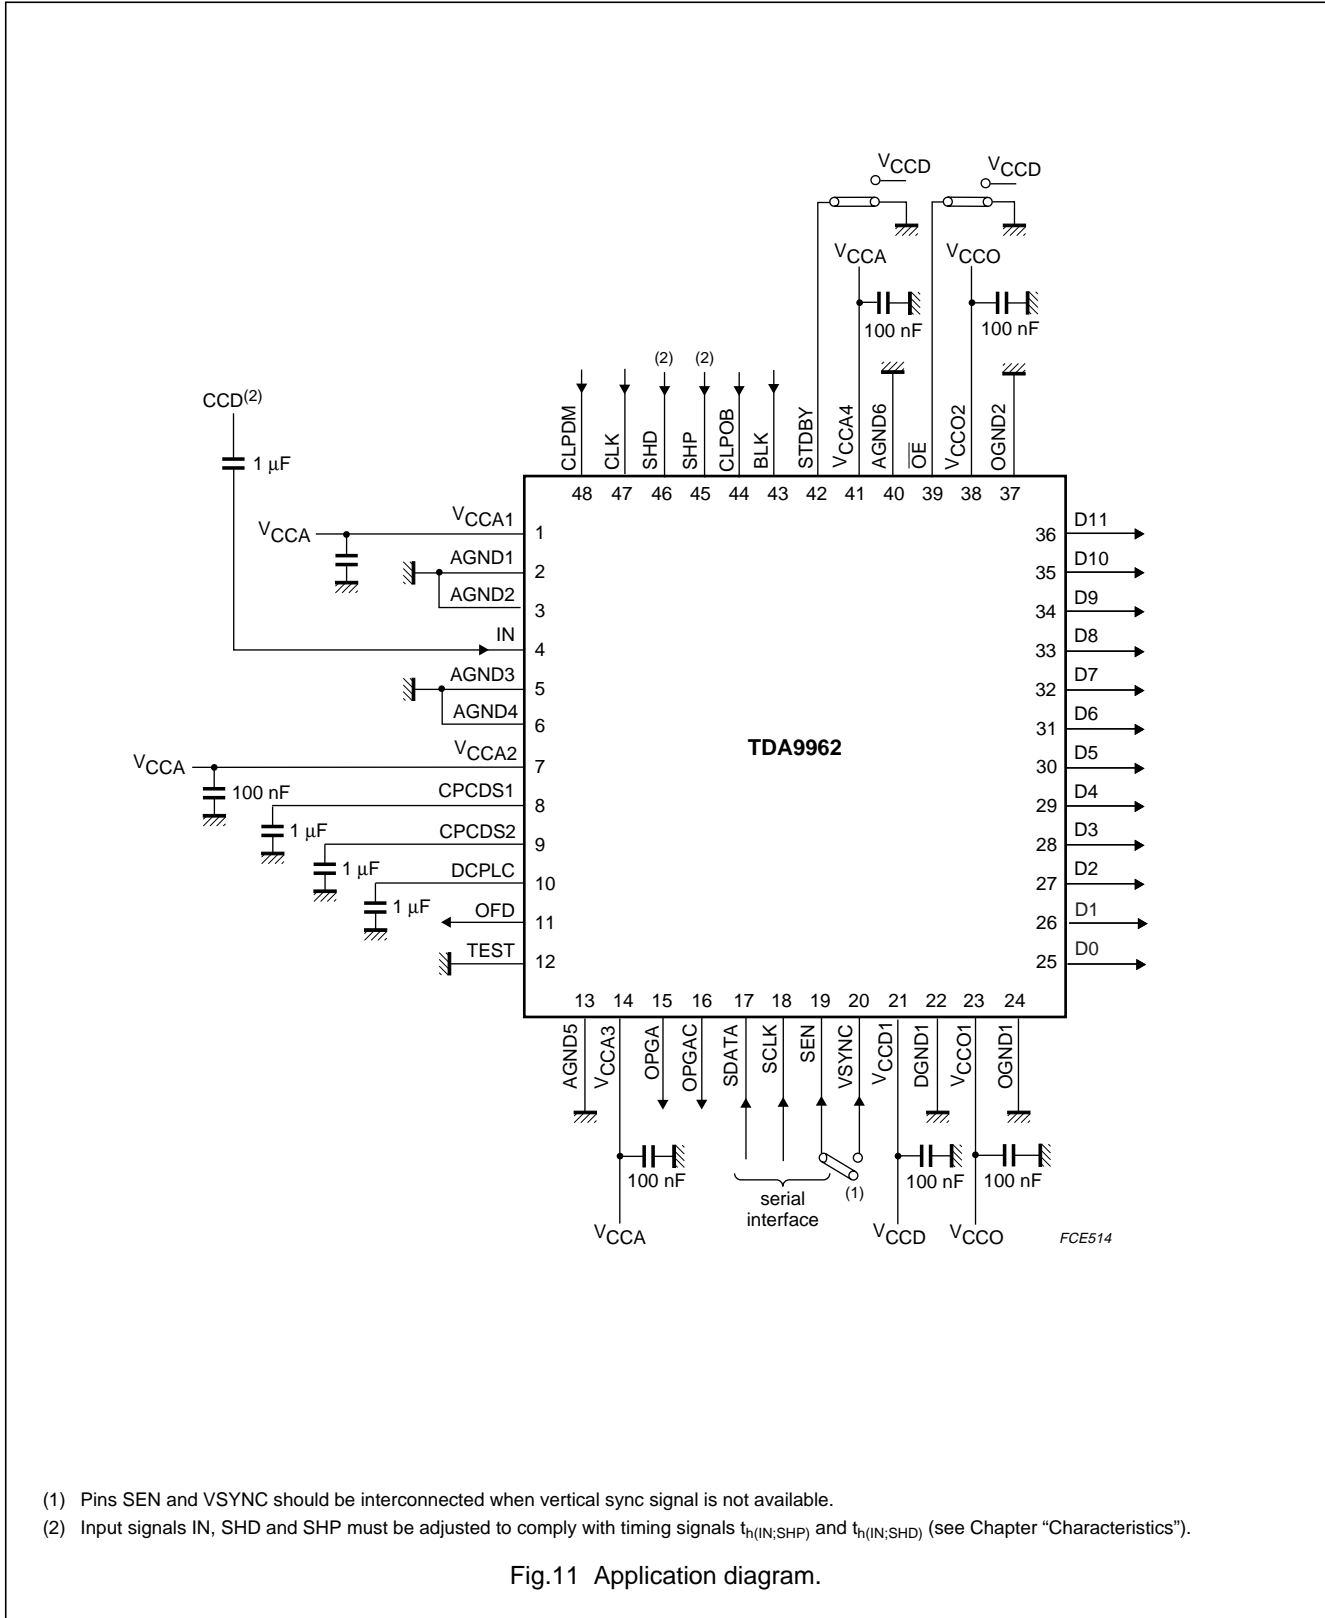 VCCD VCCD
VCCA VCCO
100 nF 100 nF
(2) (2)
CCD(2)
1 µF
CLPDM CLK SHD SHP CLPOB BLK STDBY VCCA4 AGND6 OE VCCO2 OGND2
48 47 46 45 44 43 42 41 40 39 38 37
VCCA VCCA1 1
AGND1 2
AGND2 3
IN 4
AGND3 5
AGND4 6
VCCA VCCA2 7
100 nF
CPCDS1 8
1 µF
CPCDS2 9
1 µF
DCPLC 10
1 µF
OFD 11
TEST 12
TDA9962
36 D11
35 D10
34 D9
33 D8
32 D7
31 D6
30 D5
29 D4
28 D3
27 D2
26 D1
25 D0
13 14 15 16 17 18 19 20 21 22 23 24
AGND5 VCCA3 OPGA OPGAC SDATA SCLK SEN VSYNC VCCD1 DGND1 VCCO1 OGND1
100 nF 100 nF 100 nF
(1)
serial
interface
VCCA VCCD VCCO
FCE514
(1) Pins SEN and VSYNC should be interconnected when vertical sync signal is not available.
(2) Input signals IN, SHD and SHP must be adjusted to comply with timing signals th(IN;SHP) and th(IN;SHD) (see Chapter “Characteristics”).
Fig.11 Application diagram.